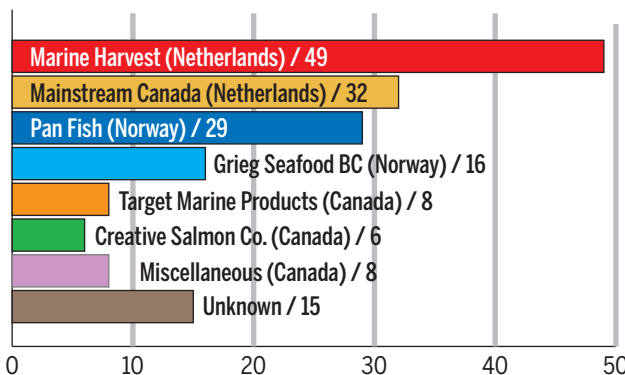 Marine Harvest (Netherlands) / 49
Mainstream Canada (Netherlands) / 32
Pan Fish (Norway) / 29
Grieg Seafood BC (Norway) / 16
Target Marine Products (Canada) / 8
Creative Salmon Co. (Canada) / 6
Miscellaneous (Canada) / 8
Unknown / 15
0 10 20 30 40 50